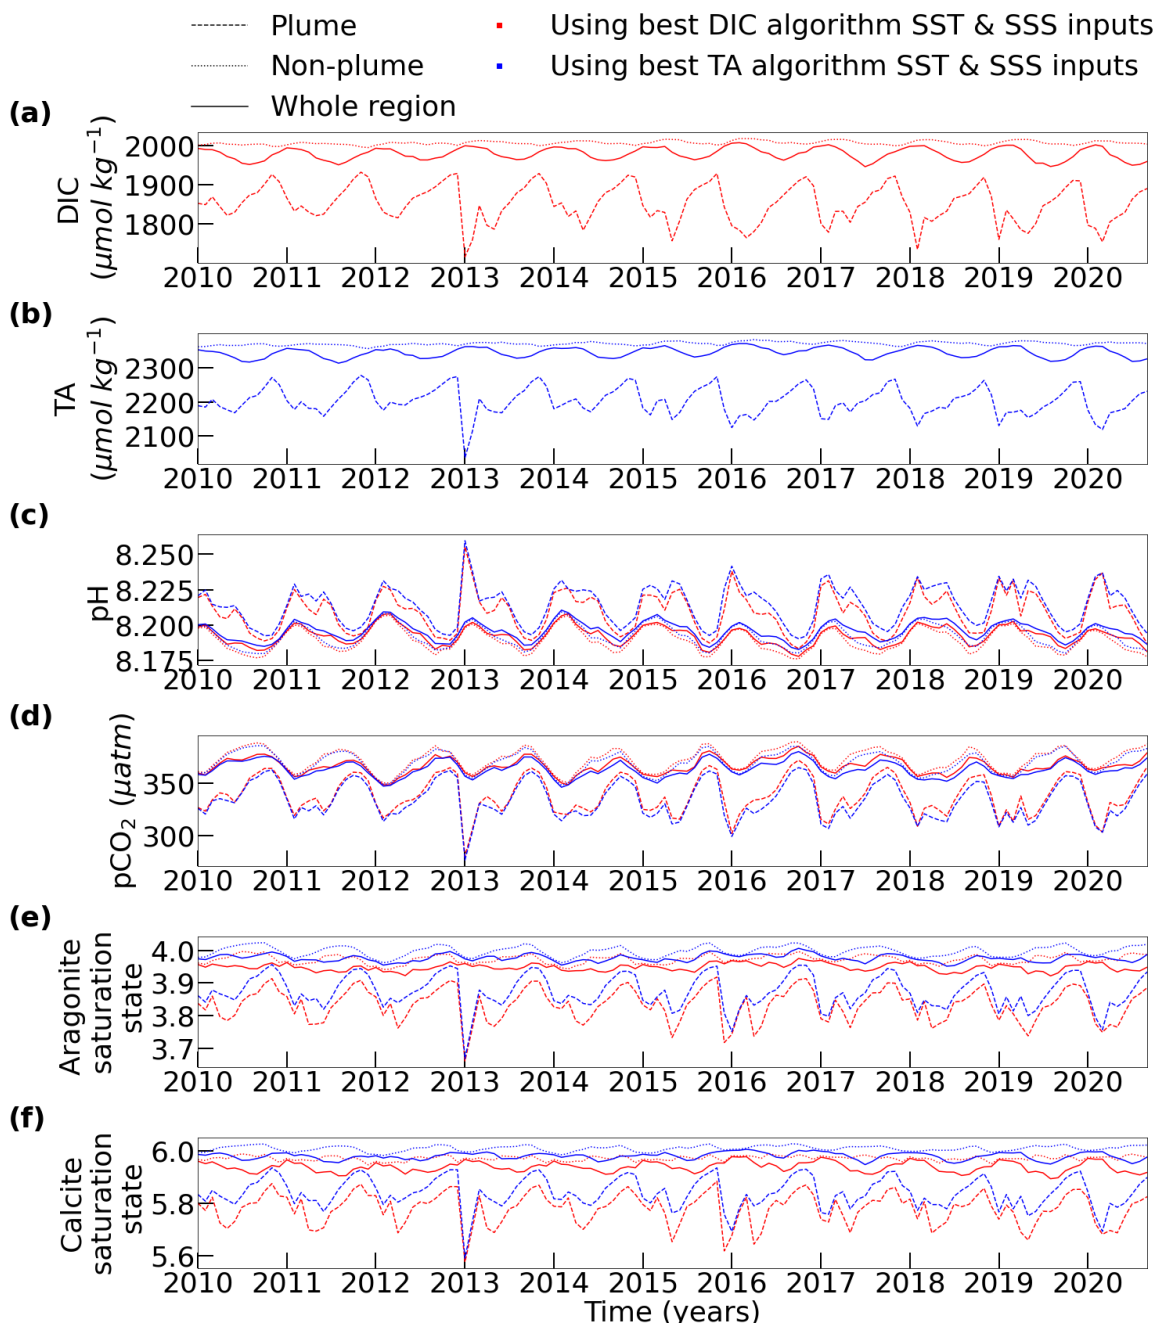 Plume
Using best DIC algorithm SST & SSS inputs
Non-plume
Using best TA algorithm SST & SSS inputs
Whole region
(a)
DIC
(μmol kg⁻¹)
2000
1900
1800
2010 2011 2012 2013 2014 2015 2016 2017 2018 2019 2020
(b)
TA
(μmol kg⁻¹)
2300
2200
2100
2010 2011 2012 2013 2014 2015 2016 2017 2018 2019 2020
(c)
pH
8.250
8.225
8.200
8.175
2010 2011 2012 2013 2014 2015 2016 2017 2018 2019 2020
(d)
pCO₂ (μatm)
350
300
2010 2011 2012 2013 2014 2015 2016 2017 2018 2019 2020
(e)
Aragonite
saturation
state
4.0
3.9
3.8
3.7
2010 2011 2012 2013 2014 2015 2016 2017 2018 2019 2020
(f)
Calcite
saturation
state
6.0
5.8
5.6
2010 2011 2012 2013 2014 2015 2016 2017 2018 2019 2020
Time (years)